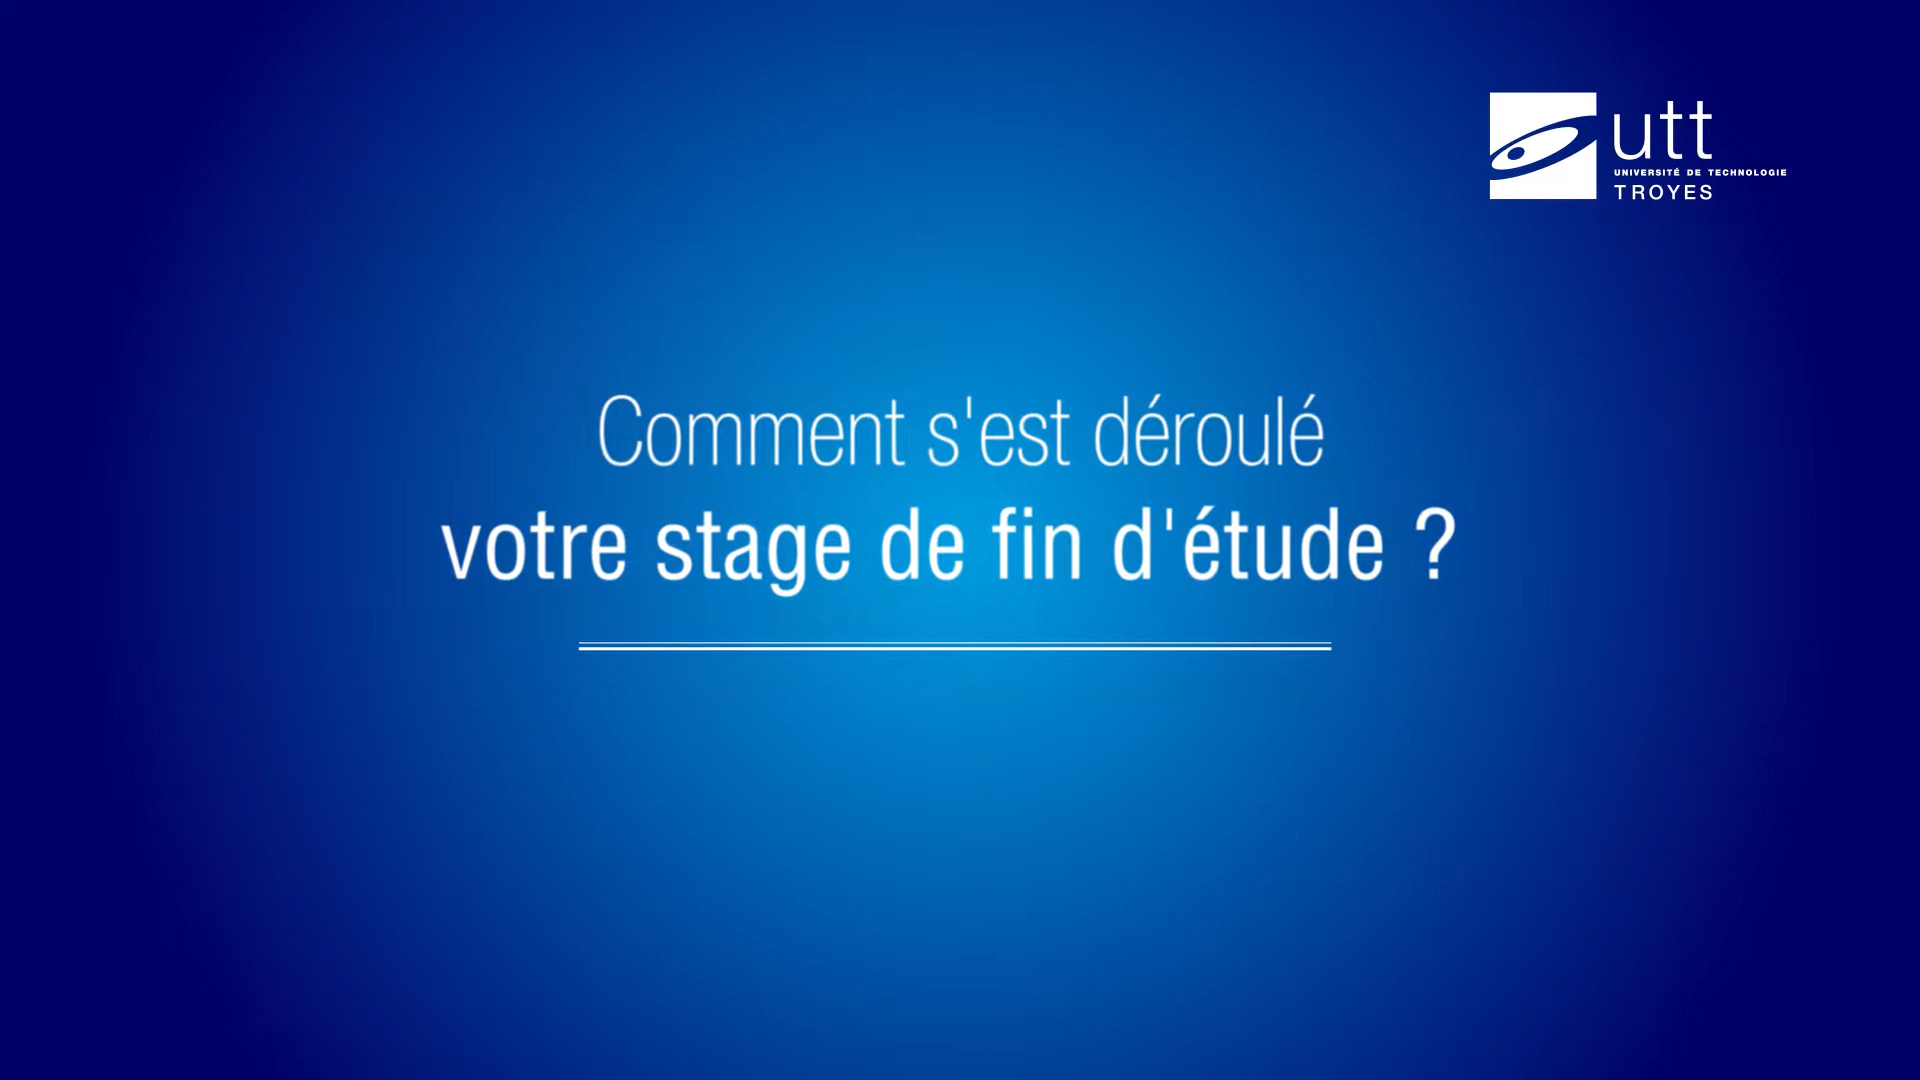 utt
UNIVERSITÉ DE TECHNOLOGIE
TROYES
Comment s'est déroulé
votre stage de fin d'étude ?